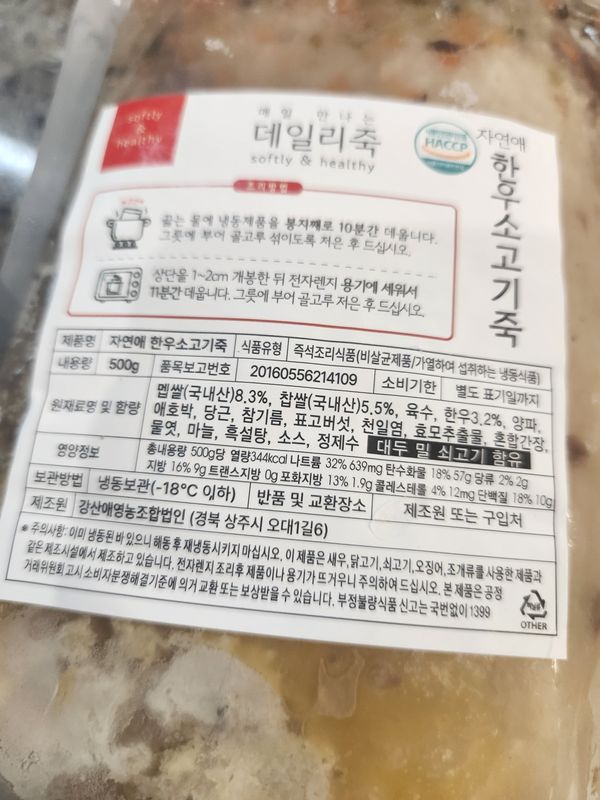 softly
&
healthy
매일 만나는
데일리죽
softly & healthy
HACCP
자연애
한우소고기죽
조리방법
끓는 물에 냉동제품을 봉지째로 10분간 데웁니다.
그릇에 부어 골고루 섞이도록 저은 후 드십시오.
상단을 1~2cm 개봉한 뒤 전자렌지 용기에 세워서
11분간 데웁니다. 그릇에 부어 골고루 저은 후 드십시오.
제품명 자연애 한우소고기죽 식품유형 즉석조리식품(비살균제품/가열하여 섭취하는 냉동식품)
내용량 500g 품목보고번호 20160556214109 소비기한 별도 표기일까지
원재료명 및 함량 멥쌀(국내산)8.3%, 찹쌀(국내산)5.5%, 육수, 한우3.2%, 양파,
애호박, 당근, 참기름, 표고버섯, 천일염, 효모추출물, 혼합간장,
물엿, 마늘, 흑설탕, 소스, 정제수 대두 밀 쇠고기 함유
영양정보 총내용량 500g당 열량344kcal 나트륨 32% 639mg 탄수화물 18% 57g 당류 2% 2g
지방 16% 9g 트랜스지방 0g 포화지방 13% 1.9g 콜레스테롤 4% 12mg 단백질 18% 10g
보관방법 냉동보관(-18℃ 이하) 반품 및 교환장소 제조원 또는 구입처
제조원 강산애영농조합법인 (경북 상주시 오대1길6)
※ 주의사항: 이미 냉동된 바 있으니 해동 후 재냉동시키지 마십시오. 이 제품은 새우, 닭고기, 쇠고기, 오징어, 조개류를 사용한 제품과
같은 제조시설에서 제조하고 있습니다. 전자렌지 조리후 제품이나 용기가 뜨거우니 주의하여 드십시오. 본 제품은 공정
거래위원회 고시 소비자분쟁해결기준에 의거 교환 또는 보상받을 수 있습니다. 부정불량식품 신고는 국번없이 1399
OTHER